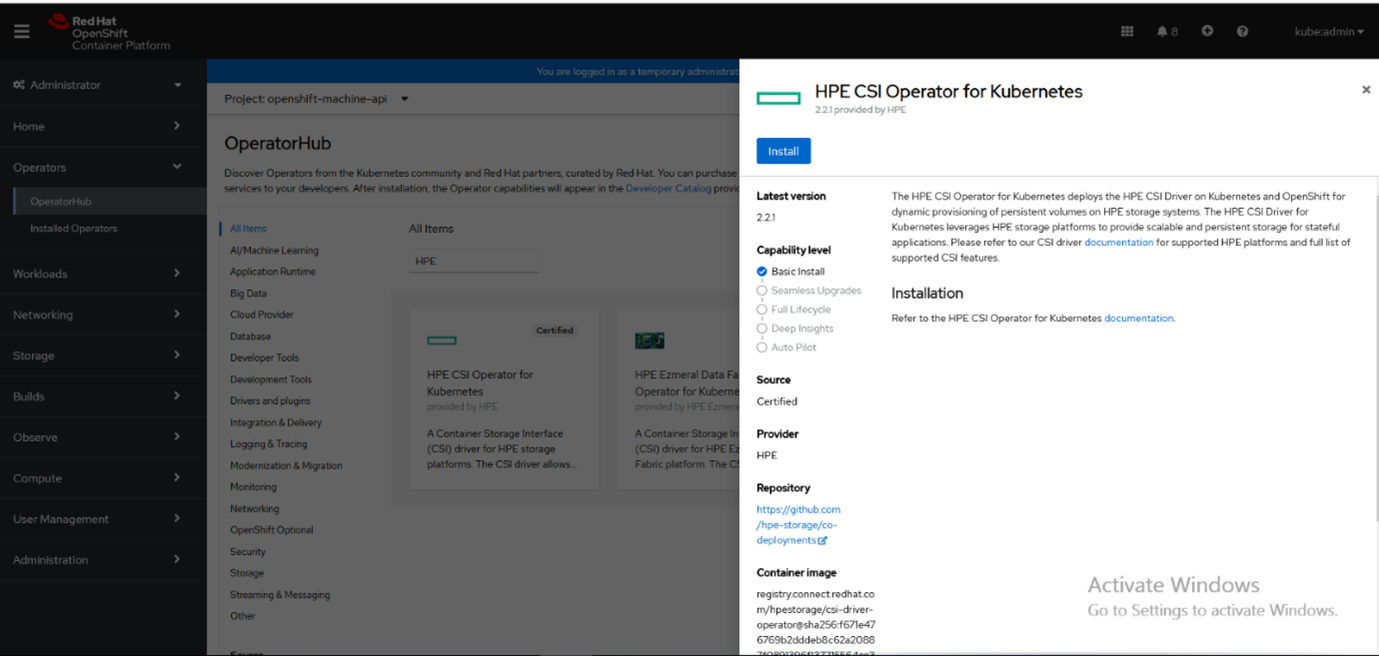 Red Hat
OpenShift
Container Platform
8
kube:admin
Administrator
Home
Operators
OperatorHub
Installed Operators
Workloads
Networking
Storage
Builds
Observe
Compute
User Management
Administration
You are logged in as a temporary administrat
Project: openshift-machine-api
OperatorHub
Discover Operators from the Kubernetes community and Red Hat partners, curated by Red Hat. You can purchase
services to your developers. After installation, the Operator capabilities will appear in the Developer Catalog provi
All Items
AI/Machine Learning
Application Runtime
Big Data
Cloud Provider
Database
Developer Tools
Development Tools
Drivers and plugins
Integration & Delivery
Logging & Tracing
Modernization & Migration
Monitoring
Networking
OpenShift Optional
Security
Storage
Streaming & Messaging
Other
Source
All Items
HPE
Certified
HPE CSI Operator for
Kubernetes
provided by HPE
A Container Storage Interface
(CSI) driver for HPE storage
platforms. The CSI driver allows...
HPE Ezmeral Data Fa
Operator for Kuberne
provided by HPE Ezmera
A Container Storage In
(CSI) driver for HPE Ez
Fabric platform. The CS
HPE CSI Operator for Kubernetes
2.2.1 provided by HPE
Install
Latest version
2.2.1
Capability level
Basic Install
Seamless Upgrades
Full Lifecycle
Deep Insights
Auto Pilot
Source
Certified
Provider
HPE
Repository
https://github.com
/hpe-storage/co-
deployments
Container image
registry.connect.redhat.co
m/hpestorage/csi-driver-
operator@sha256:f671e47
6769b2dddeb8c62a2088
The HPE CSI Operator for Kubernetes deploys the HPE CSI Driver on Kubernetes and OpenShift for
dynamic provisioning of persistent volumes on HPE storage systems. The HPE CSI Driver for
Kubernetes leverages HPE storage platforms to provide scalable and persistent storage for stateful
applications. Please refer to our CSI driver documentation for supported HPE platforms and full list of
supported CSI features.
Installation
Refer to the HPE CSI Operator for Kubernetes documentation.
Activate Windows
Go to Settings to activate Windows.